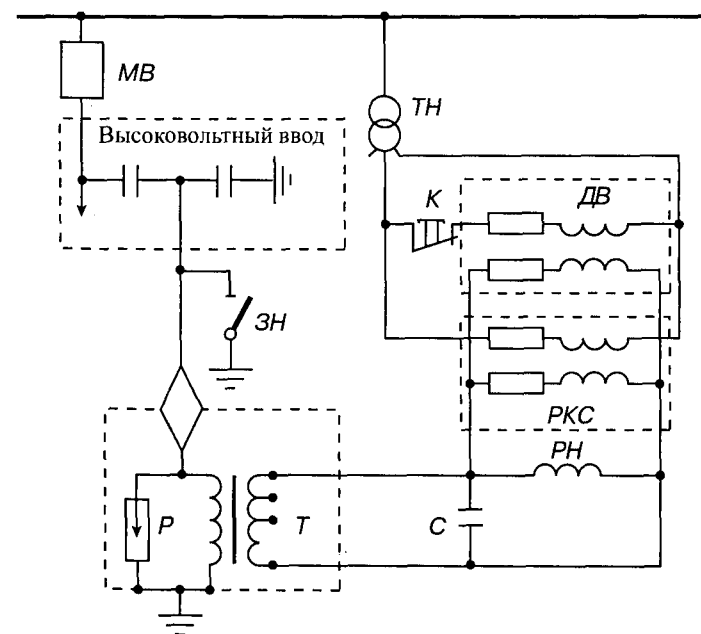 МВ
ТН
Высоковольтный ввод
К
ДВ
ЗН
РКС
РН
Р
Т
С